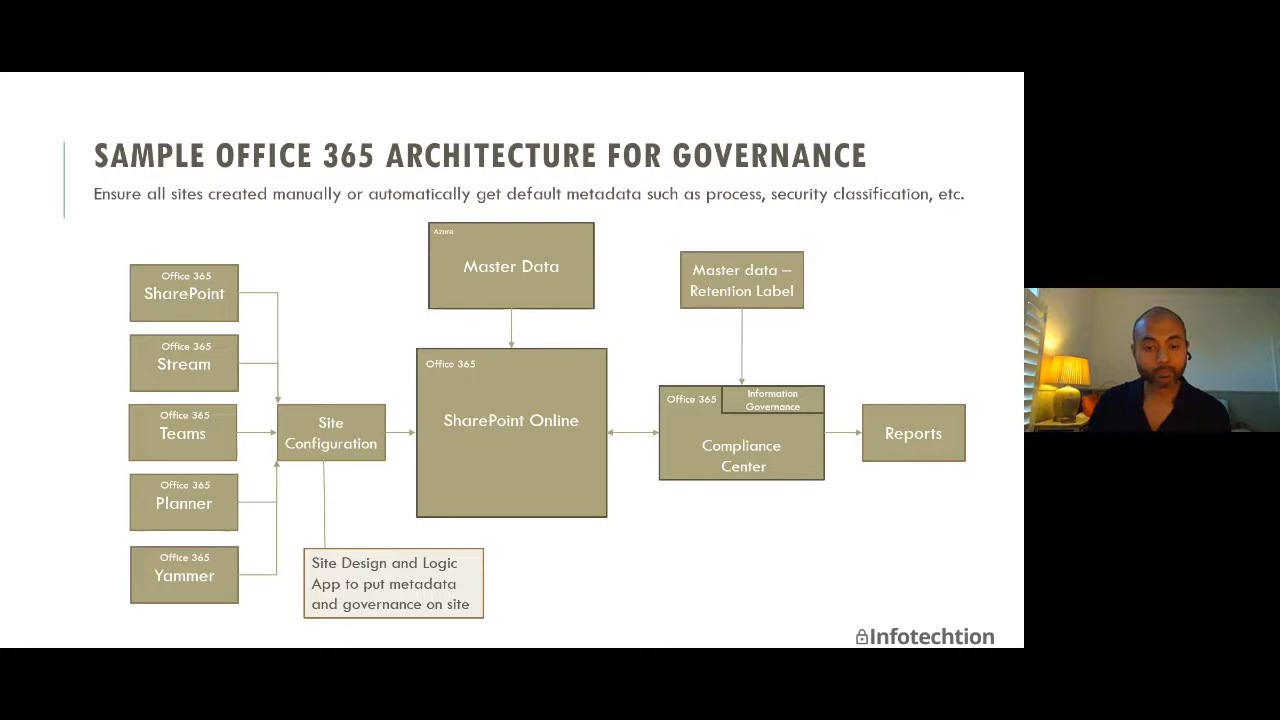 SAMPLE OFFICE 365 ARCHITECTURE FOR GOVERNANCE
Ensure all sites created manually or automatically get default metadata such as process, security classification, etc.
Azure
Master Data
Master data –
Retention Label
Office 365
SharePoint
Office 365
Stream
Office 365
Teams
Office 365
Planner
Office 365
Yammer
Site
Configuration
Office 365
SharePoint Online
Office 365
Information
Governance
Compliance
Center
Reports
Site Design and Logic
App to put metadata
and governance on site
Infotechtion